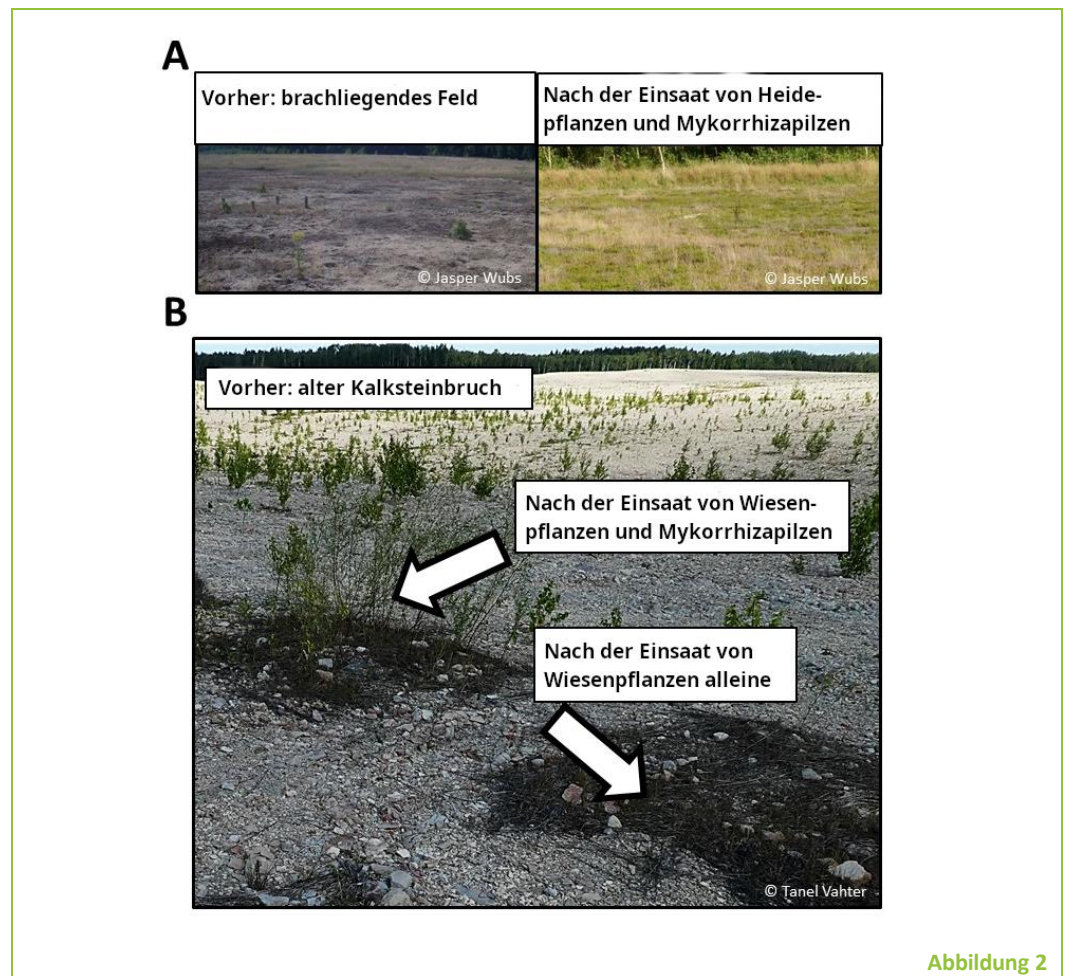 A
Vorher: brachliegendes Feld
Nach der Einsaat von Heide-
pflanzen und Mykorrhizapilzen
© Jasper Wubs
© Jasper Wubs
B
Vorher: alter Kalksteinbruch
Nach der Einsaat von Wiesen-
pflanzen und Mykorrhizapilzen
Nach der Einsaat von
Wiesenpflanzen alleine
© Tanel Vahter
Abbildung 2